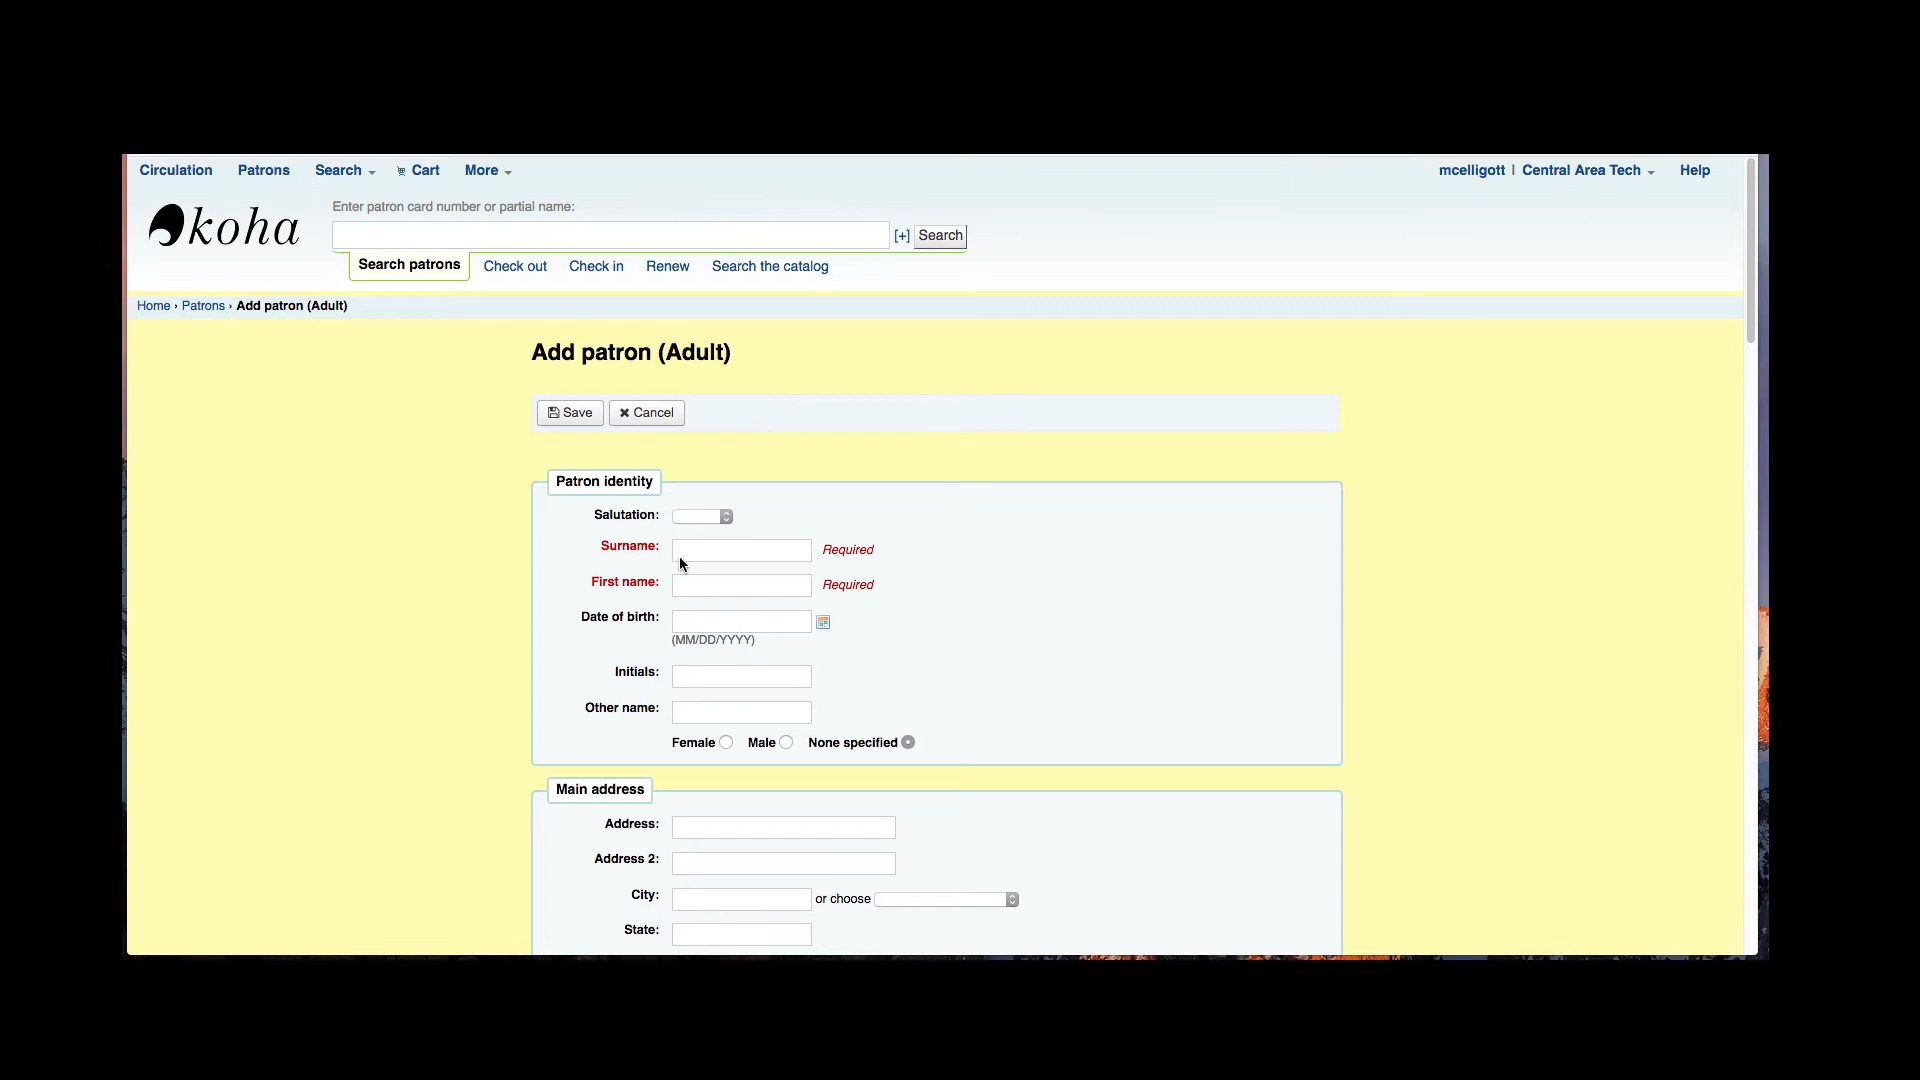 Circulation Patrons Search Cart More mcelligott | Central Area Tech Help
koha
Enter patron card number or partial name:
[+] Search
Search patrons Check out Check in Renew Search the catalog
Home › Patrons › Add patron (Adult)
Add patron (Adult)
Save Cancel
Patron identity
Salutation:
Surname: Required
First name: Required
Date of birth:
(MM/DD/YYYY)
Initials:
Other name:
Female Male None specified
Main address
Address:
Address 2:
City: or choose
State: